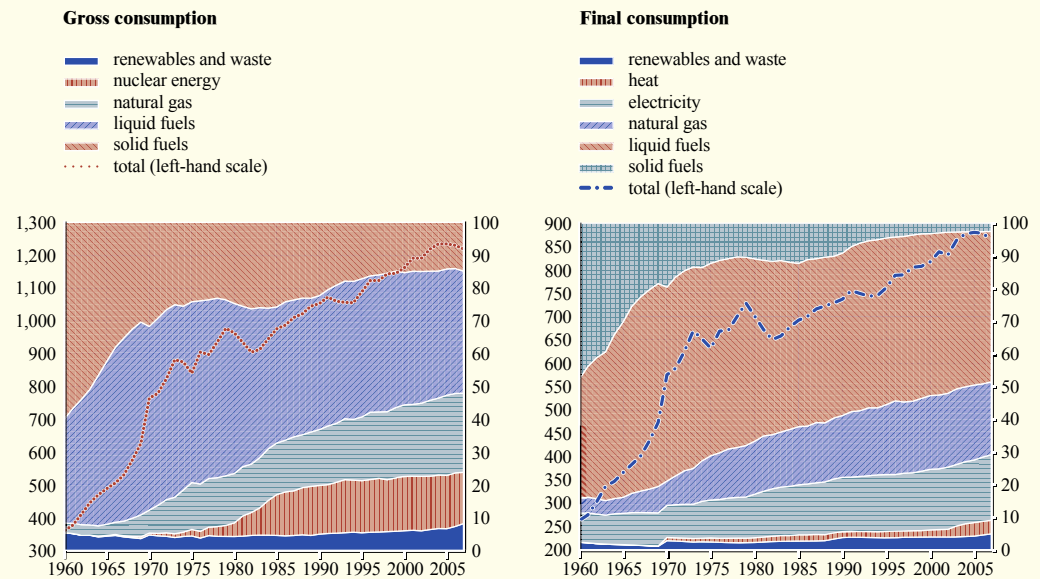 Gross consumption
renewables and waste
nuclear energy
natural gas
liquid fuels
solid fuels
total (left-hand scale)
1,300
1,200
1,100
1,000
900
800
700
600
500
400
300
100
90
80
70
60
50
40
30
20
10
0
1960 1965 1970 1975 1980 1985 1990 1995 2000 2005
Final consumption
renewables and waste
heat
electricity
natural gas
liquid fuels
solid fuels
total (left-hand scale)
900
850
800
750
700
650
600
550
500
450
400
350
300
250
200
100
90
80
70
60
50
40
30
20
10
0
1960 1965 1970 1975 1980 1985 1990 1995 2000 2005